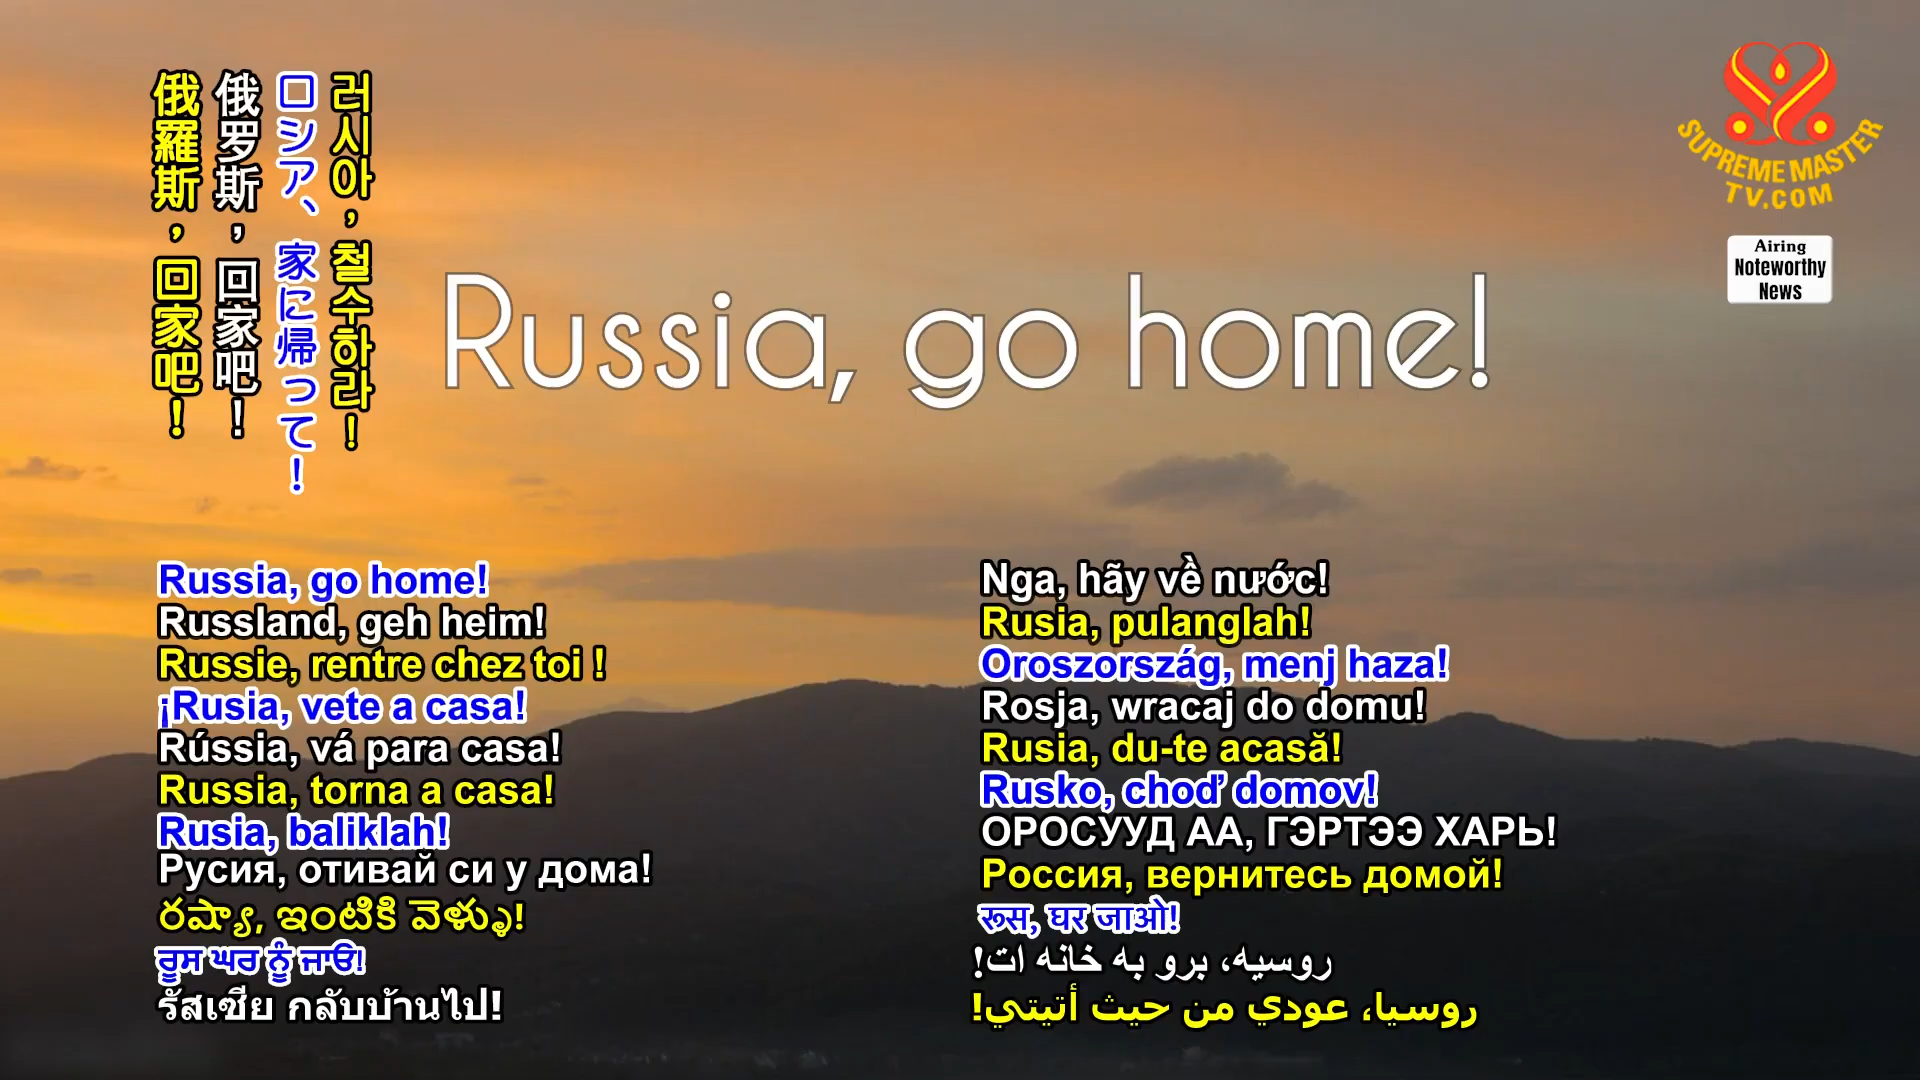 俄羅斯，回家吧！
俄罗斯，回家吧！
ロシア、家に帰って！
러시아, 철수하라!
Russia, go home!
SUPREME MASTER
TV.COM
Airing
Noteworthy
News
Russia, go home!
Russland, geh heim!
Russie, rentre chez toi !
¡Rusia, vete a casa!
Rússia, vá para casa!
Russia, torna a casa!
Rusia, baliklah!
Русия, отивай си у дома!
రష్యా, ఇంటికి వెళ్ళు!
ਰੂਸ ਘਰ ਨੂੰ ਜਾਓ!
รัสเซีย กลับบ้านไป!
Nga, hãy về nước!
Rusia, pulanglah!
Oroszország, menj haza!
Rosja, wracaj do domu!
Rusia, du-te acasă!
Rusko, choď domov!
ОРОСУУД АА, ГЭРТЭЭ ХАРЬ!
Россия, вернитесь домой!
रूस, घर जाओ!
روسیه، برو به خانه ات!
روسيا، عودي من حيث أتيتي!